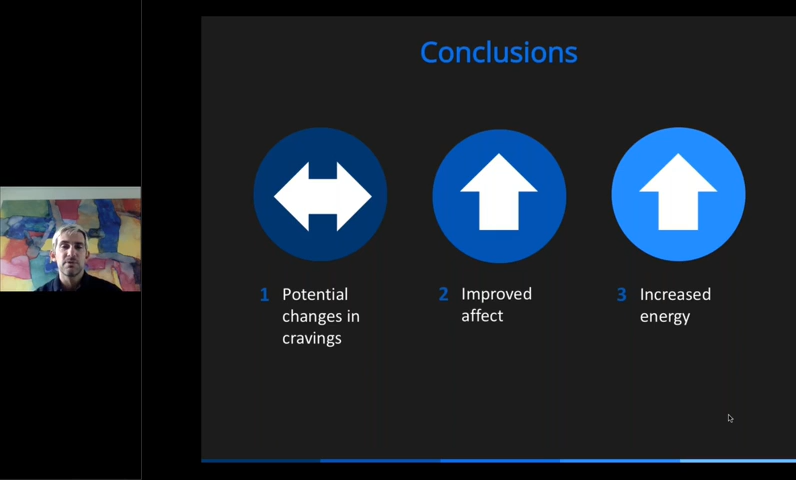 Conclusions
1 Potential
changes in
cravings
2 Improved
affect
3 Increased
energy